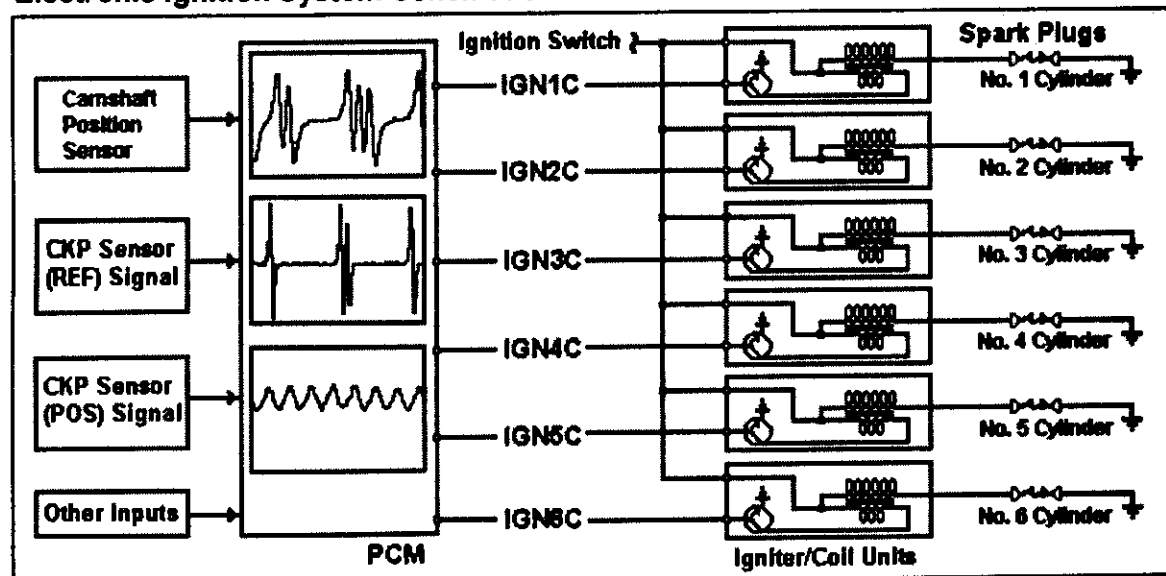 Ignition Switch
Spark Plugs
Camshaft
Position
Sensor
CKP Sensor
(REF) Signal
CKP Sensor
(POS) Signal
Other Inputs
PCM
IGN1C
IGN2C
IGN3C
IGN4C
IGN5C
IGN6C
No. 1 Cylinder
No. 2 Cylinder
No. 3 Cylinder
No. 4 Cylinder
No. 5 Cylinder
No. 6 Cylinder
Igniter/Coil Units